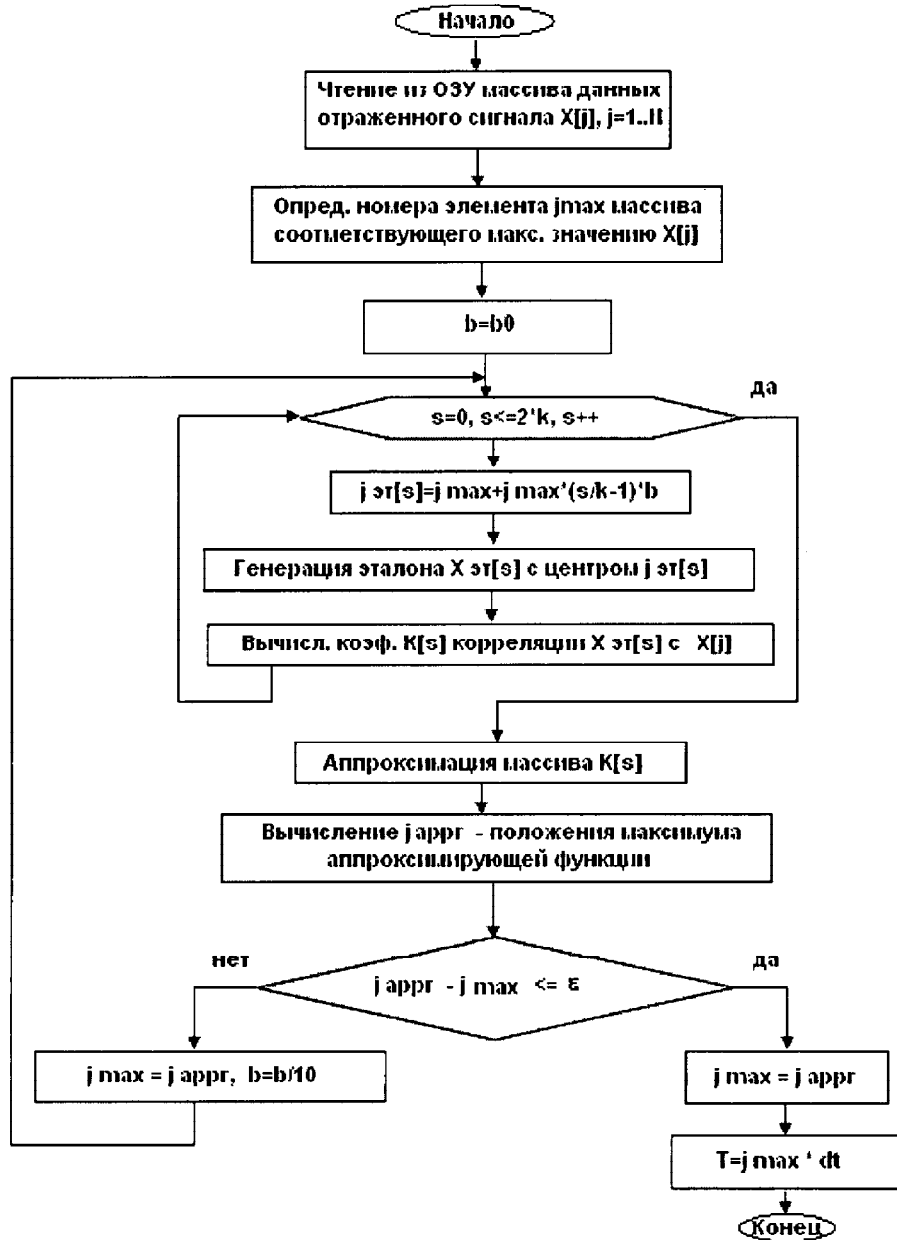 Начало
Чтение из ОЗУ массива данных
отраженного сигнала X[j], j=1..N
Опред. номера элемента jmax массива
соответствующего макс. значению X[j]
b=b0
да
s=0, s<=2*k, s++
j эт[s]=j max+j max*(s/k-1)*b
Генерация эталона X эт[s] с центром j эт[s]
Вычисл. коэф. K[s] корреляции X эт[s] с X[j]
Аппроксимация массива K[s]
Вычисление j appr - положения максимума
аппроксимирующей функции
нет
да
j appr - j max <= ε
j max = j appr, b=b/10
j max = j appr
T=j max * dt
Конец